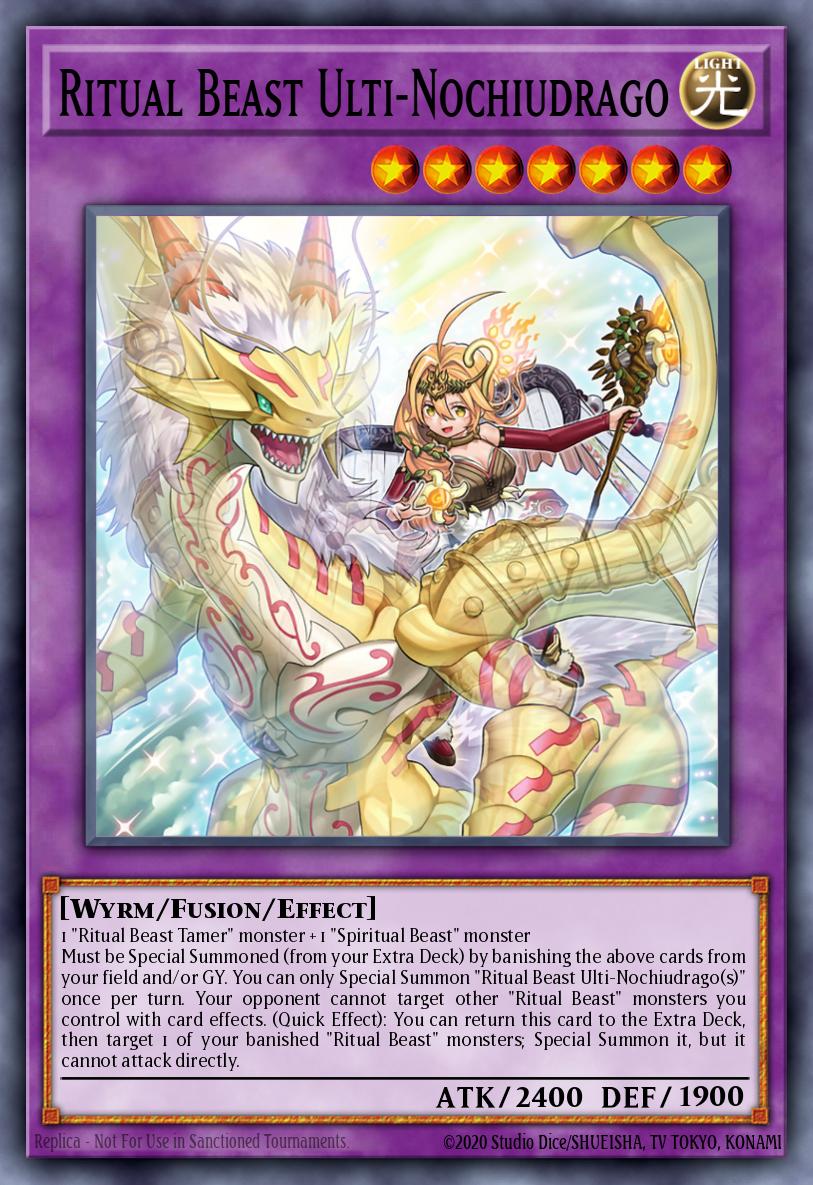 Ritual Beast Ulti-Nochiudrago
LIGHT
光
[Wyrm/Fusion/Effect]
1 "Ritual Beast Tamer" monster + 1 "Spiritual Beast" monster
Must be Special Summoned (from your Extra Deck) by banishing the above cards from
your field and/or GY. You can only Special Summon "Ritual Beast Ulti-Nochiudrago(s)"
once per turn. Your opponent cannot target other "Ritual Beast" monsters you
control with card effects. (Quick Effect): You can return this card to the Extra Deck,
then target 1 of your banished "Ritual Beast" monsters; Special Summon it, but it
cannot attack directly.
ATK/2400 DEF/1900
Replica - Not For Use in Sanctioned Tournaments.
©2020 Studio Dice/SHUEISHA, TV TOKYO, KONAMI